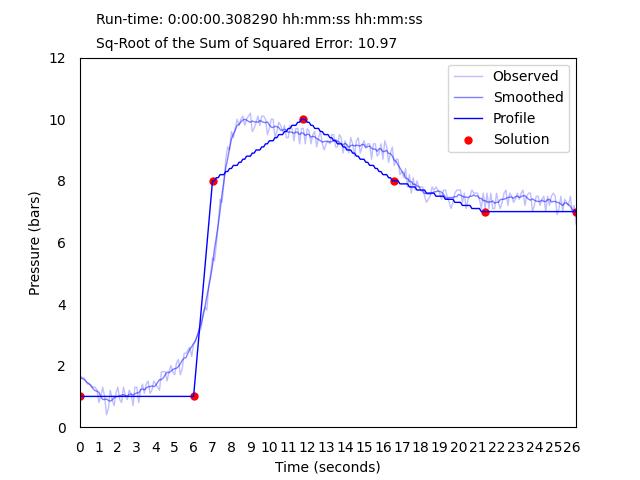 Run-time: 0:00:00.308290 hh:mm:ss hh:mm:ss
Sq-Root of the Sum of Squared Error: 10.97
12
10
8
6
4
2
0
Pressure (bars)
Observed
Smoothed
Profile
Solution
0 1 2 3 4 5 6 7 8 9 10 11 12 13 14 15 16 17 18 19 20 21 22 23 24 25 26
Time (seconds)